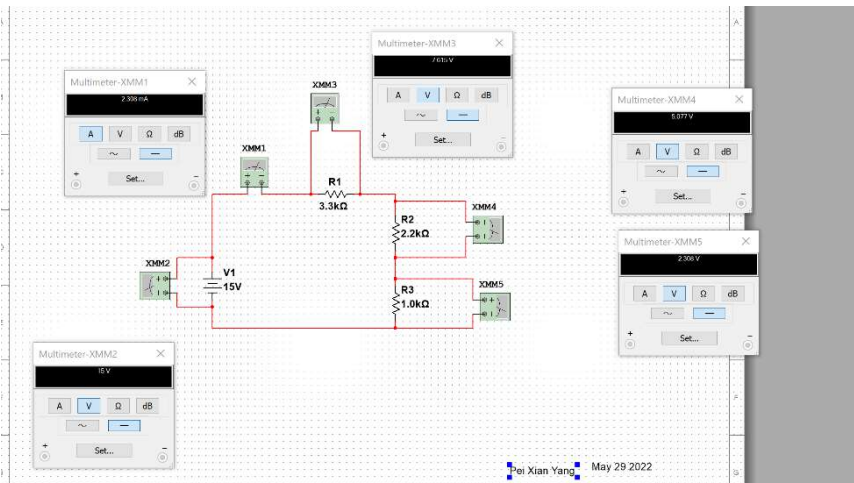 Multimeter-XMM1 ×
2.308 mA
A V Ω dB
~ —
+ Set... -
Multimeter-XMM3 ×
7.615 V
A V Ω dB
~ —
+ Set... -
Multimeter-XMM4 ×
5.077 V
A V Ω dB
~ —
+ Set... -
Multimeter-XMM5 ×
2.308 V
A V Ω dB
~ —
+ Set... -
Multimeter-XMM2 ×
15 V
A V Ω dB
~ —
+ Set... -
XMM3
XMM1
R1
3.3kΩ
XMM4
R2
2.2kΩ
XMM2
V1
15V
XMM5
R3
1.0kΩ
Pei Xian Yang May 29 2022